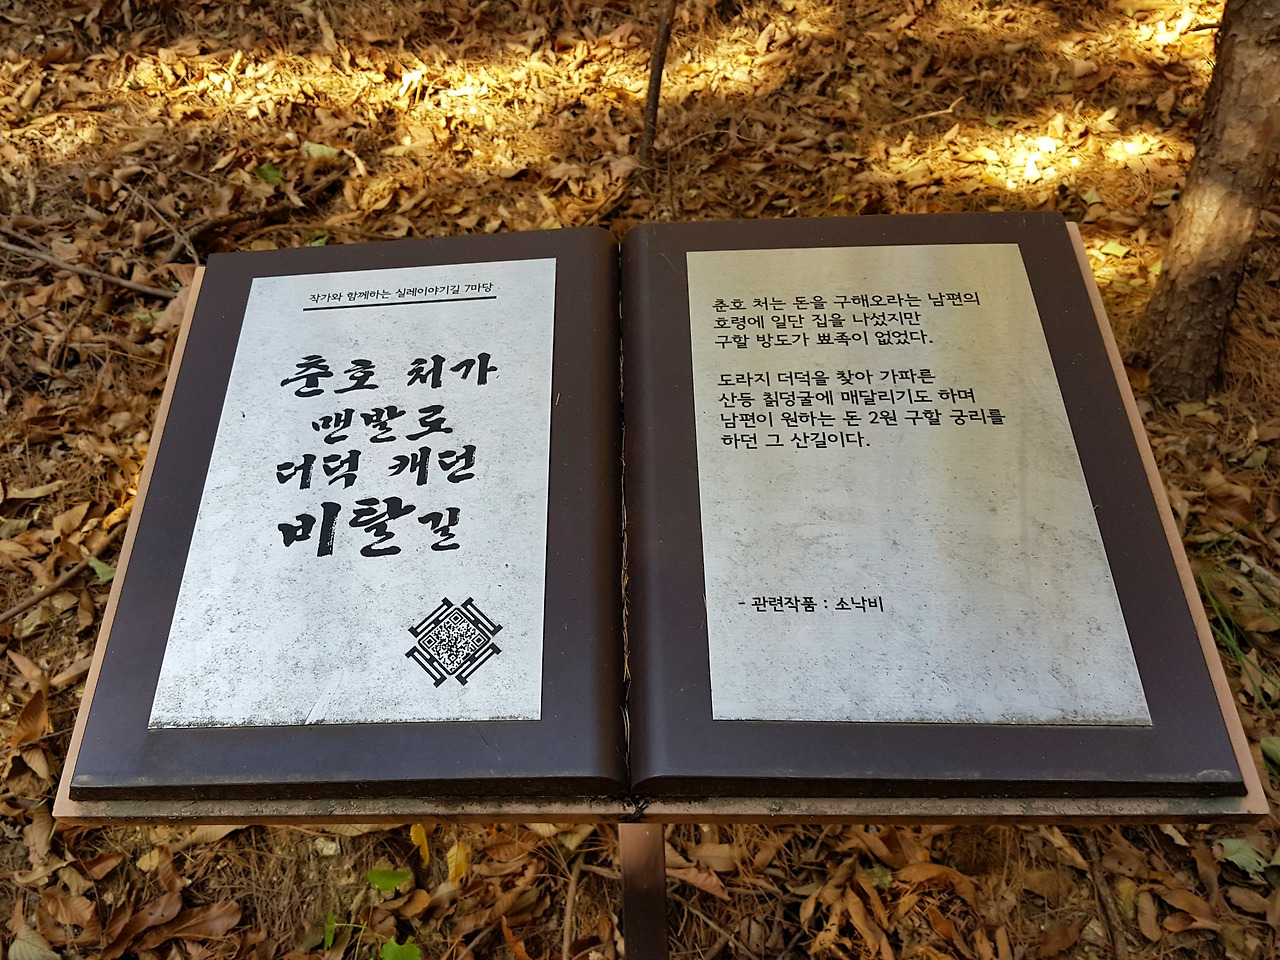 작가와 함께하는 실레이야기길 7마당
춘호 처가
맨발로
더덕 캐던
비탈길
춘호 처는 돈을 구해오라는 남편의
호령에 일단 집을 나섰지만
구할 방도가 뾰족이 없었다.
도라지 더덕을 찾아 가파른
산등 칡덩굴에 매달리기도 하며
남편이 원하는 돈 2원 구할 궁리를
하던 그 산길이다.
- 관련작품 : 소낙비